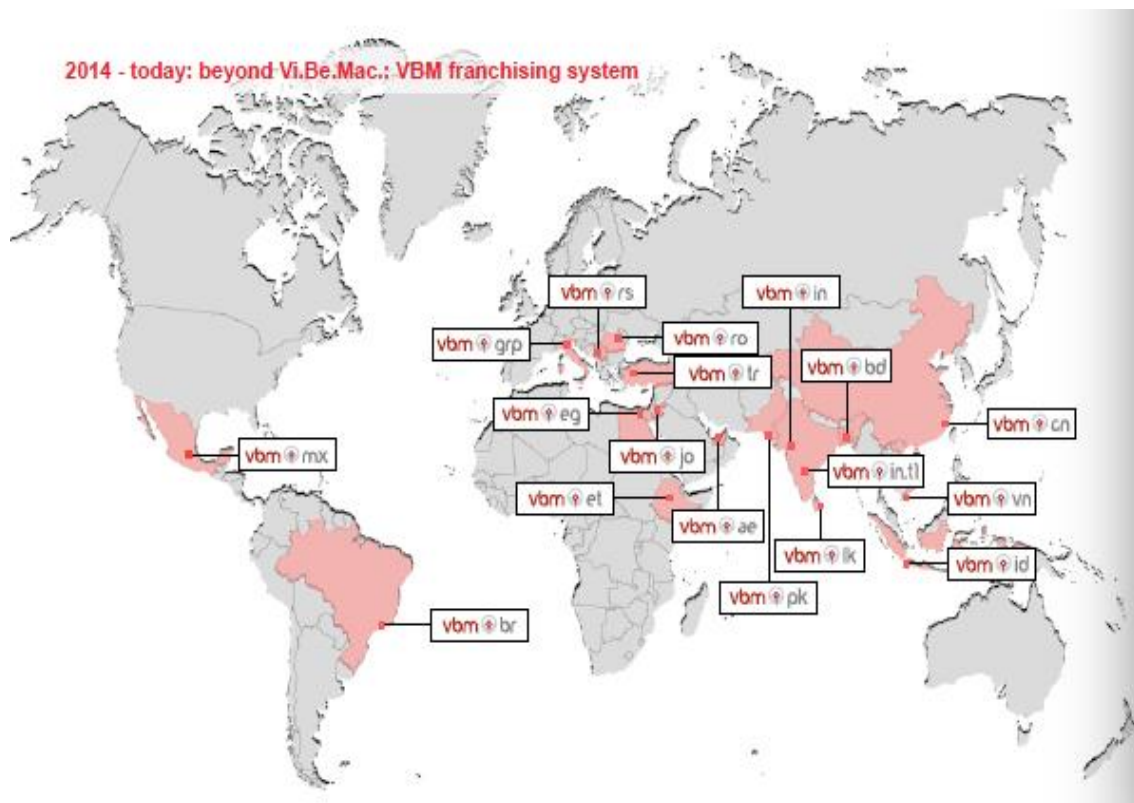 2014 - today: beyond Vi.Be.Mac.: VBM franchising system
vbm rs
vbm in
vbm grp
vbm ro
vbm tr
vbm bd
vbm eg
vbm cn
vbm jo
vbm mx
vbm in.t1
vbm et
vbm vn
vbm ae
vbm lk
vbm id
vbm pk
vbm br